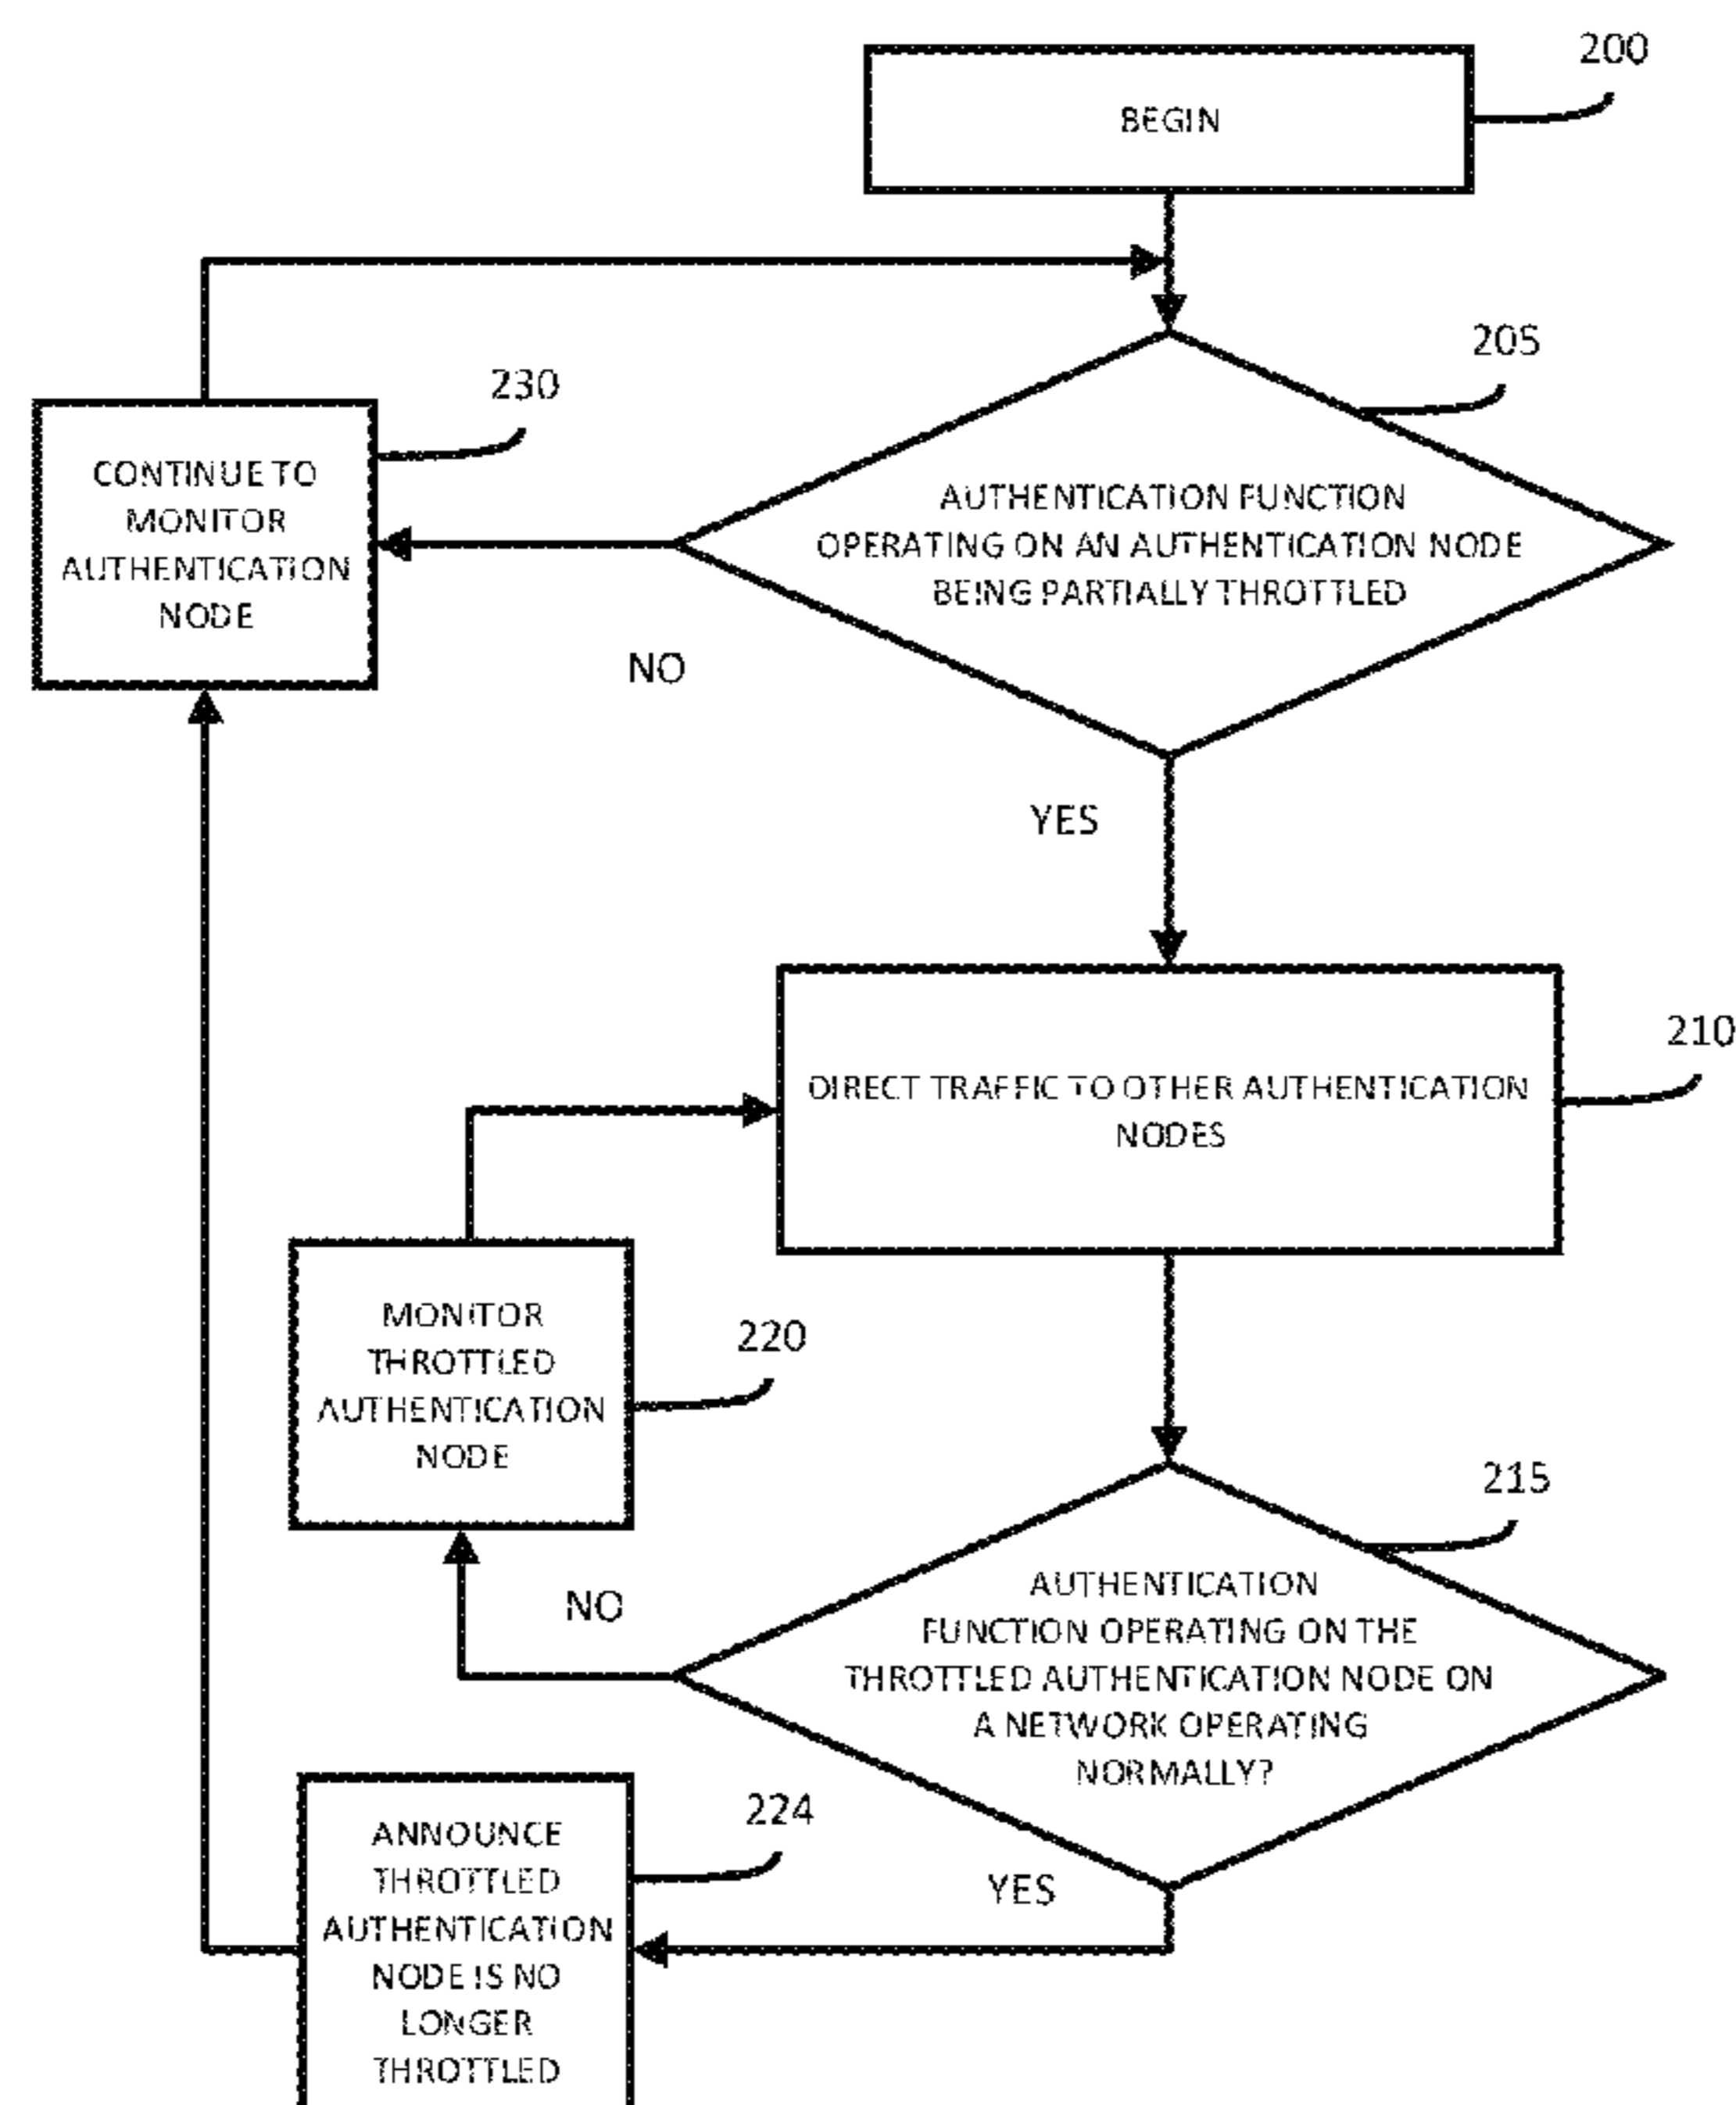 200
BEGIN
205
230
CONTINUE TO
MONITOR
AUTHENTICATION
NODE
AUTHENTICATION FUNCTION
OPERATING ON AN AUTHENTICATION NODE
BEING PARTIALLY THROTTLED
NO
YES
210
DIRECT TRAFFIC TO OTHER AUTHENTICATION
NODES
MONITOR
THROTTLED
AUTHENTICATION
NODE
220
215
NO
AUTHENTICATION
FUNCTION OPERATING ON THE
THROTTLED AUTHENTICATION NODE ON
A NETWORK OPERATING
NORMALLY?
224
YES
ANNOUNCE
THROTTLED
AUTHENTICATION
NODE IS NO
LONGER
THROTTLED